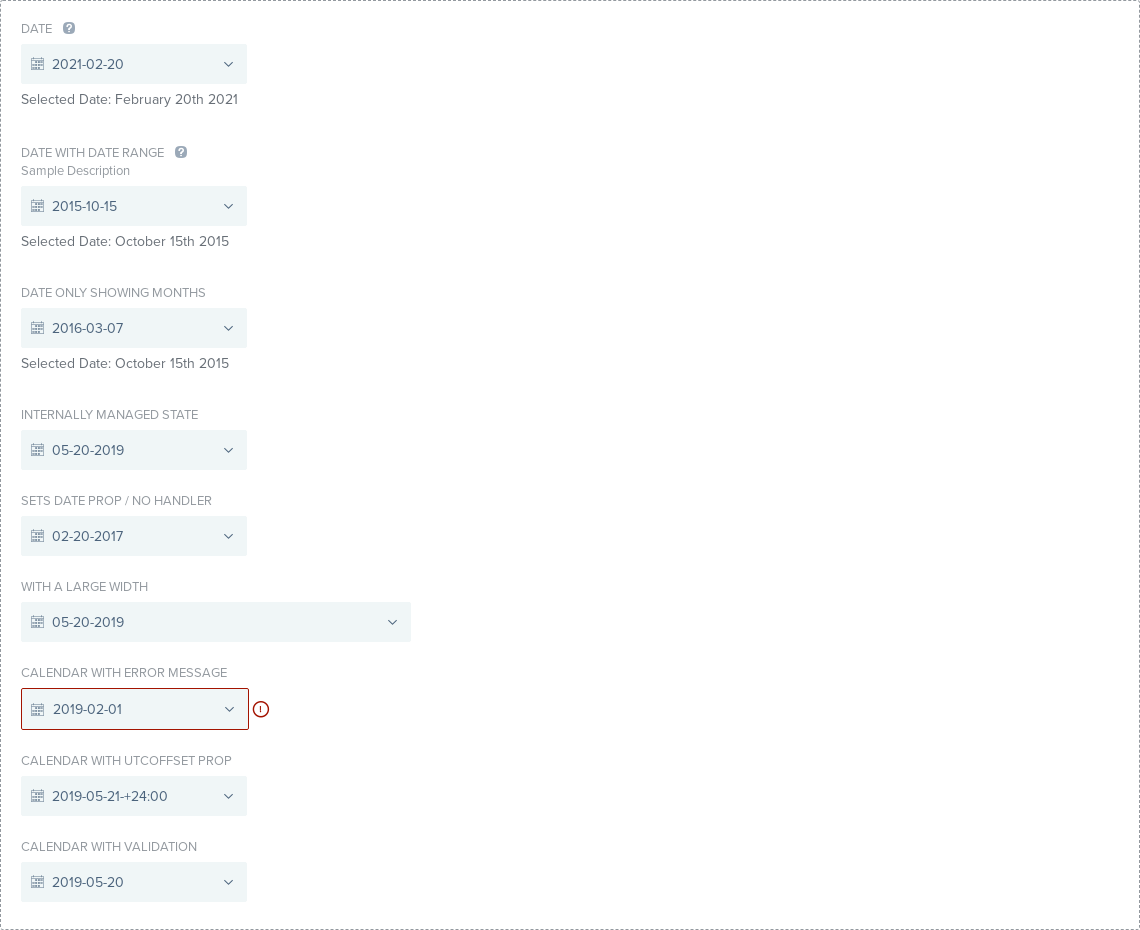 DATE ?
2021-02-20
Selected Date: February 20th 2021
DATE WITH DATE RANGE ?
Sample Description
2015-10-15
Selected Date: October 15th 2015
DATE ONLY SHOWING MONTHS
2016-03-07
Selected Date: October 15th 2015
INTERNALLY MANAGED STATE
05-20-2019
SETS DATE PROP / NO HANDLER
02-20-2017
WITH A LARGE WIDTH
05-20-2019
CALENDAR WITH ERROR MESSAGE
2019-02-01
CALENDAR WITH UTCOFFSET PROP
2019-05-21-+24:00
CALENDAR WITH VALIDATION
2019-05-20